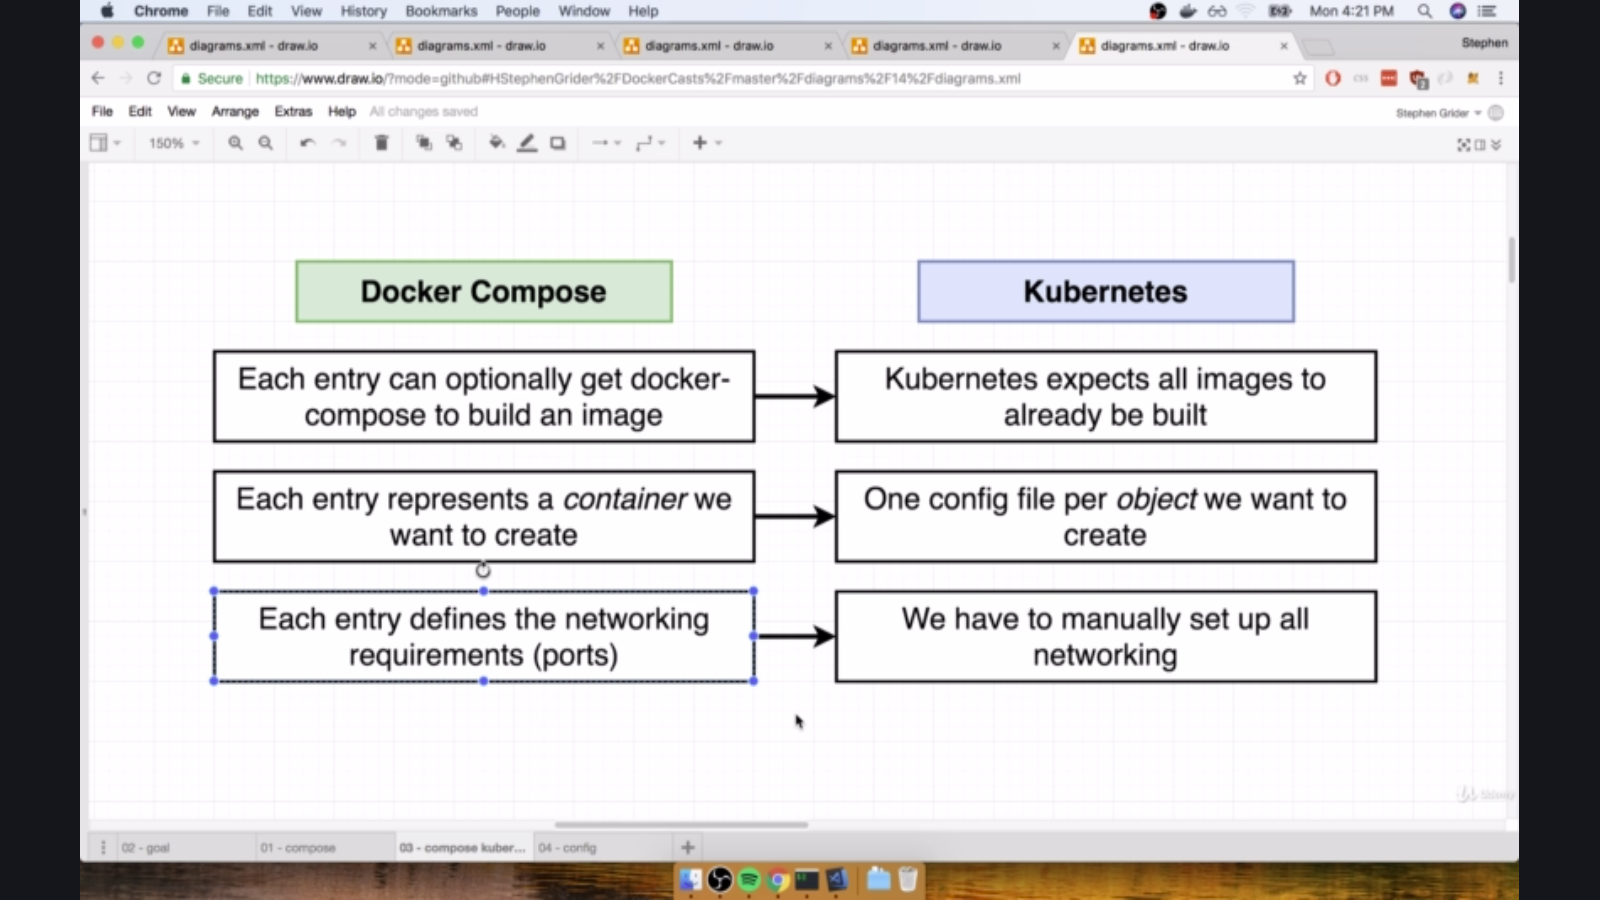 Chrome File Edit View History Bookmarks People Window Help Mon 4:21 PM
diagrams.xml - draw.io diagrams.xml - draw.io diagrams.xml - draw.io diagrams.xml - draw.io diagrams.xml - draw.io Stephen
Secure https://www.draw.io/?mode=github#HStephenGrider%2FDockerCasts%2Fmaster%2Fdiagrams%2F14%2Fdiagrams.xml
File Edit View Arrange Extras Help All changes saved Stephen Grider
150%
Docker Compose
Kubernetes
Each entry can optionally get docker-
compose to build an image
Kubernetes expects all images to
already be built
Each entry represents a container we
want to create
One config file per object we want to
create
Each entry defines the networking
requirements (ports)
We have to manually set up all
networking
02 - goal 01 - compose 03 - compose kuber... 04 - config